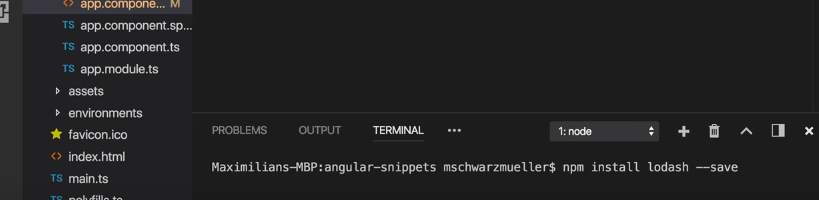 <> app.compone... M
TS app.component.sp...
TS app.component.ts
TS app.module.ts
assets
environments
favicon.ico
<> index.html
TS main.ts
TS polyfills.ts
PROBLEMS OUTPUT TERMINAL ...
1: node
Maximilians-MBP:angular-snippets mschwarzmueller$ npm install lodash --save